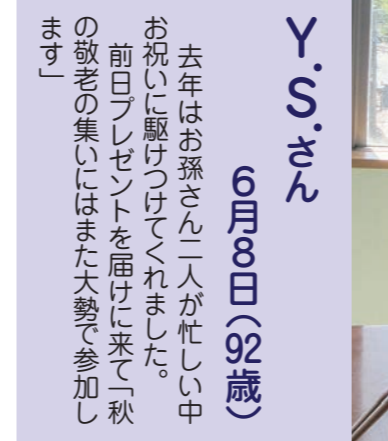 Y.S.さん
6月8日（92歳）
去年はお孫さん二人が忙しい中
お祝いに駆けつけてくれました。
前日プレゼントを届けに来て「秋
の敬老の集いにはまた大勢で参加し
ます」